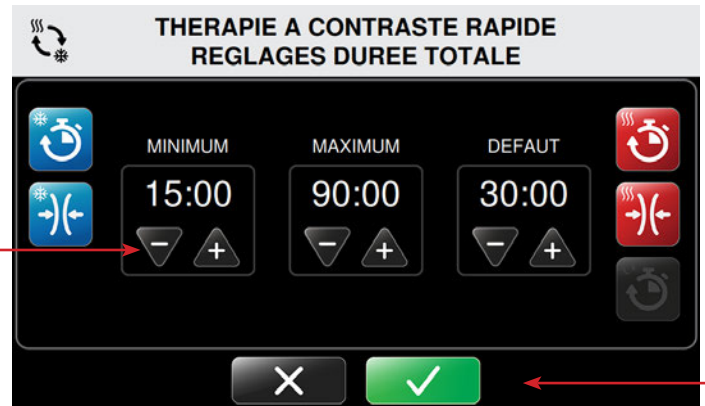 THERAPIE A CONTRASTE RAPIDE
REGLAGES DUREE TOTALE
MINIMUM MAXIMUM DEFAUT
15:00 90:00 30:00
- + - + - +